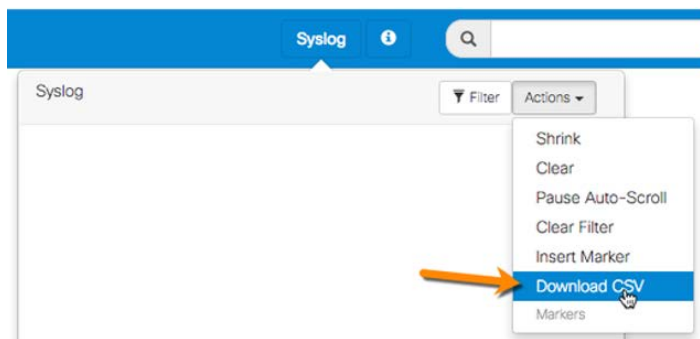 Syslog
Syslog
Filter
Actions
Shrink
Clear
Pause Auto-Scroll
Clear Filter
Insert Marker
Download CSV
Markers